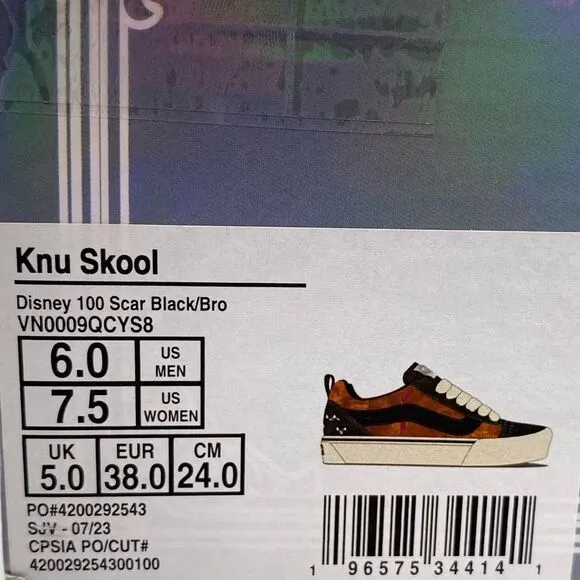 Knu Skool
Disney 100 Scar Black/Bro
VN0009QCYS8
6.0 US MEN
7.5 US WOMEN
UK EUR CM
5.0 38.0 24.0
PO#4200292543
SJV - 07/23
CPSIA PO/CUT#
420029254300100
1 96575 34414 1